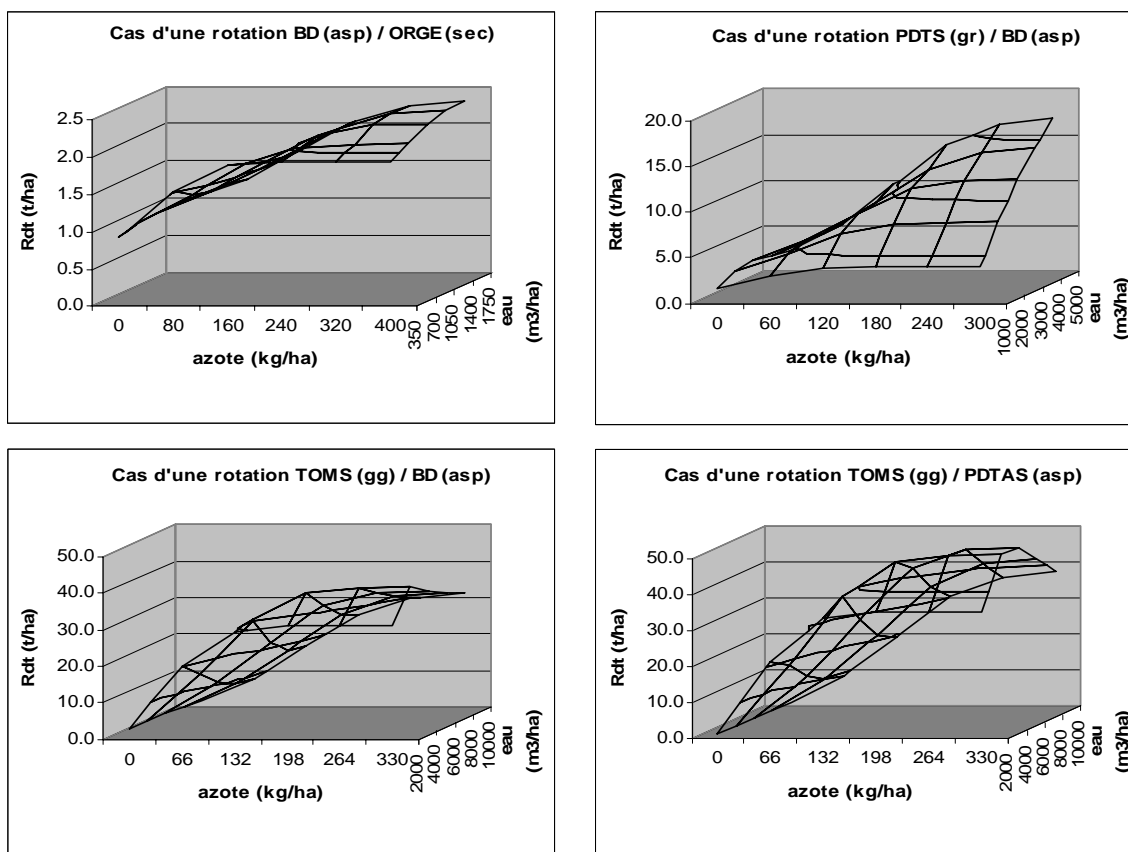 Cas d'une rotation BD (asp) / ORGE (sec)
2.5
2.0
1.5
1.0
0.5
0.0
Rdt (t/ha)
0 80 160 240 320 400
350 700 1050 1400 1750
azote (kg/ha)
eau (m3/ha)
Cas d'une rotation PDTS (gr) / BD (asp)
20.0
15.0
10.0
5.0
0.0
Rdt (t/ha)
0 60 120 180 240 300
1000 2000 3000 4000 5000
azote (kg/ha)
eau (m3/ha)
Cas d'une rotation TOMS (gg) / BD (asp)
50.0
40.0
30.0
20.0
10.0
0.0
Rdt (t/ha)
0 66 132 198 264 330
2000 4000 6000 8000 10000
azote (kg/ha)
eau (m3/ha)
Cas d'une rotation TOMS (gg) / PDTAS (asp)
50.0
40.0
30.0
20.0
10.0
0.0
Rdt (t/ha)
0 66 132 198 264 330
2000 4000 6000 8000 10000
azote (kg/ha)
eau (m3/ha)